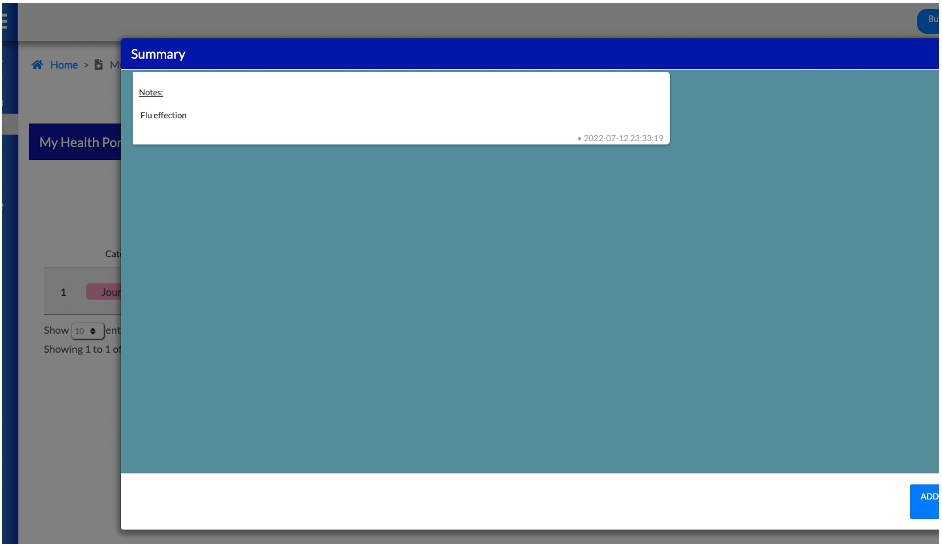 Bu
Summary
Home > M
Notes:
Flu effection
• 2022-07-12 23:33:19
My Health Por
Cate
1 Jour
Show 10 ent
Showing 1 to 1 of
ADD